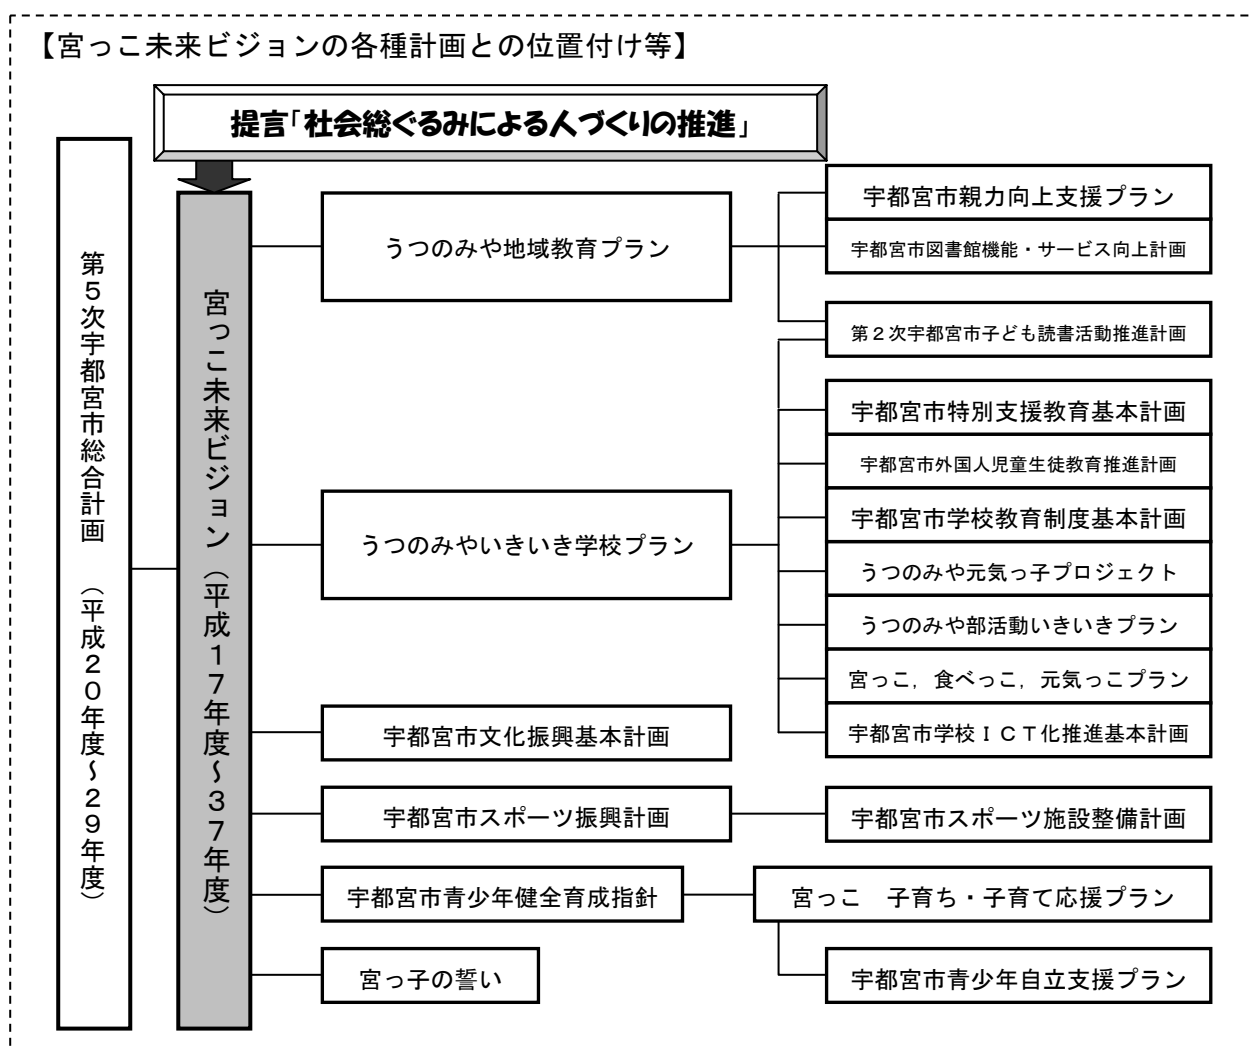 【宮っこ未来ビジョンの各種計画との位置付け等】
提言「社会総ぐるみによる人づくりの推進」
第５次宇都宮市総合計画　（平成２０年度～２９年度）
宮っこ未来ビジョン（平成１７年度～３７年度）
うつのみや地域教育プラン
宇都宮市親力向上支援プラン
宇都宮市図書館機能・サービス向上計画
第２次宇都宮市子ども読書活動推進計画
うつのみやいきいき学校プラン
宇都宮市特別支援教育基本計画
宇都宮市外国人児童生徒教育推進計画
宇都宮市学校教育制度基本計画
うつのみや元気っ子プロジェクト
うつのみや部活動いきいきプラン
宮っこ，食べっこ，元気っこプラン
宇都宮市学校ＩＣＴ化推進基本計画
宇都宮市文化振興基本計画
宇都宮市スポーツ振興計画
宇都宮市スポーツ施設整備計画
宇都宮市青少年健全育成指針
宮っこ　子育ち・子育て応援プラン
宮っ子の誓い
宇都宮市青少年自立支援プラン